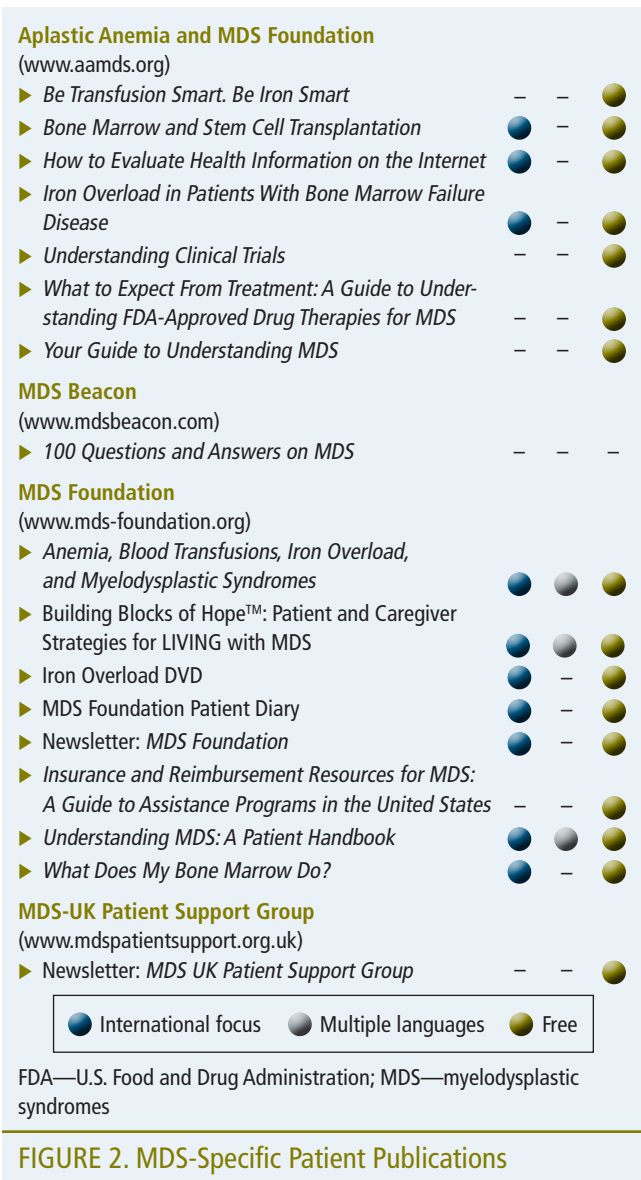 Aplastic Anemia and MDS Foundation
(www.aamds.org)
▶ Be Transfusion Smart. Be Iron Smart – –
▶ Bone Marrow and Stem Cell Transplantation –
▶ How to Evaluate Health Information on the Internet –
▶ Iron Overload in Patients With Bone Marrow Failure
Disease –
▶ Understanding Clinical Trials – –
▶ What to Expect From Treatment: A Guide to Under-
standing FDA-Approved Drug Therapies for MDS – –
▶ Your Guide to Understanding MDS – –
MDS Beacon
(www.mdsbeacon.com)
▶ 100 Questions and Answers on MDS – – –
MDS Foundation
(www.mds-foundation.org)
▶ Anemia, Blood Transfusions, Iron Overload,
and Myelodysplastic Syndromes
▶ Building Blocks of Hope™: Patient and Caregiver
Strategies for LIVING with MDS
▶ Iron Overload DVD –
▶ MDS Foundation Patient Diary –
▶ Newsletter: MDS Foundation –
▶ Insurance and Reimbursement Resources for MDS:
A Guide to Assistance Programs in the United States – –
▶ Understanding MDS: A Patient Handbook
▶ What Does My Bone Marrow Do? –
MDS-UK Patient Support Group
(www.mdspatientsupport.org.uk)
▶ Newsletter: MDS UK Patient Support Group – –
International focus Multiple languages Free
FDA—U.S. Food and Drug Administration; MDS—myelodysplastic
syndromes
FIGURE 2. MDS-Specific Patient Publications